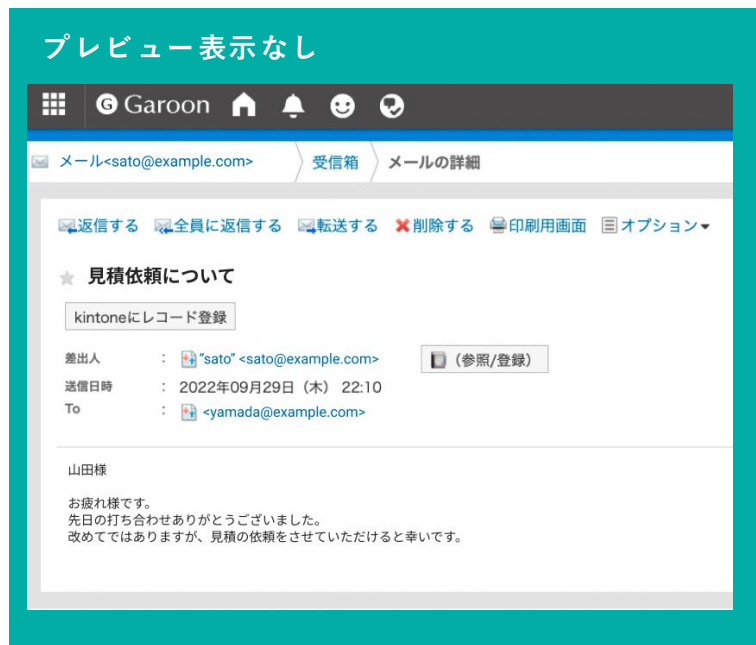 プレビュー表示なし
G Garoon
メール<sato@example.com> 受信箱 メールの詳細
返信する 全員に返信する 転送する 削除する 印刷用画面 オプション▼
見積依頼について
kintoneにレコード登録
差出人 : "sato" <sato@example.com> (参照/登録)
送信日時 : 2022年09月29日（木） 22:10
To : <yamada@example.com>
山田様
お疲れ様です。
先日の打ち合わせありがとうございました。
改めてではありますが、見積の依頼をさせていただけると幸いです。